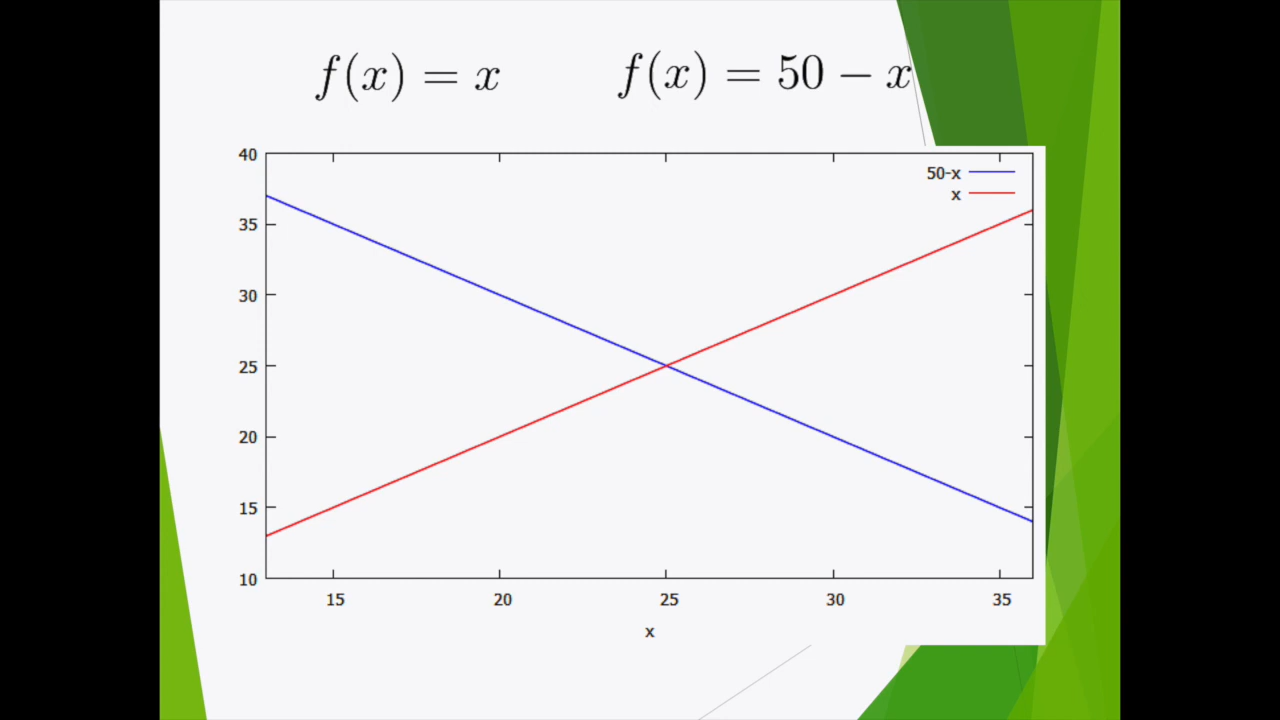 f(x) = x
f(x) = 50 − x
50-x
x
40
35
30
25
20
15
10
15 20 25 30 35
x